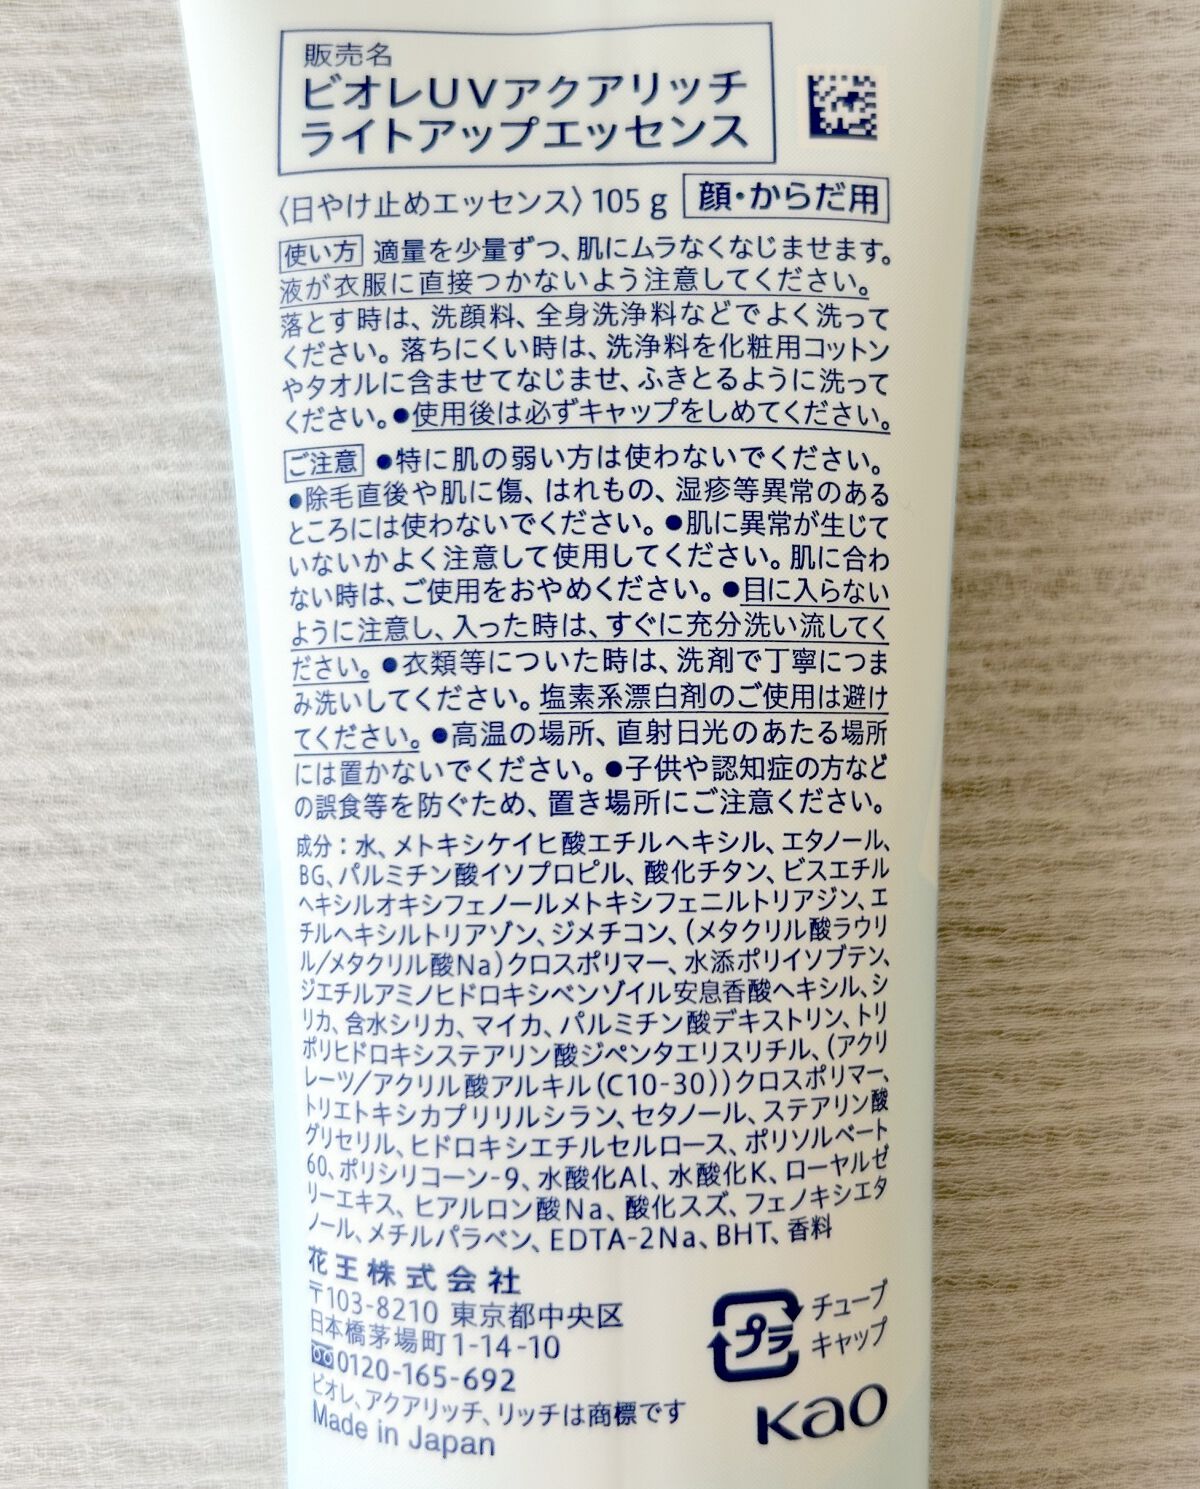 販売名
ビオレUVアクアリッチ
ライトアップエッセンス
〈日やけ止めエッセンス〉105g 顔・からだ用
使い方 適量を少量ずつ、肌にムラなくなじませます。
液が衣服に直接つかないよう注意してください。
落とす時は、洗顔料、全身洗浄料などでよく洗って
ください。落ちにくい時は、洗浄料を化粧用コットン
やタオルに含ませてなじませ、ふきとるように洗って
ください。●使用後は必ずキャップをしめてください。
ご注意 ●特に肌の弱い方は使わないでください。
●除毛直後や肌に傷、はれもの、湿疹等異常のある
ところには使わないでください。●肌に異常が生じて
いないかよく注意して使用してください。肌に合わ
ない時は、ご使用をおやめください。●目に入らない
ように注意し、入った時は、すぐに充分洗い流してく
ださい。●衣類等についた時は、洗剤で丁寧につま
み洗いしてください。塩素系漂白剤のご使用は避け
てください。●高温の場所、直射日光のあたる場所
には置かないでください。●子供や認知症の方など
の誤食等を防ぐため、置き場所にご注意ください。
成分：水、メトキシケイヒ酸エチルヘキシル、エタノール、
BG、パルミチン酸イソプロピル、酸化チタン、ビスエチル
ヘキシルオキシフェノールメトキシフェニルトリアジン、エ
チルヘキシルトリアゾン、ジメチコン、(メタクリル酸ラウリ
ル/メタクリル酸Na)クロスポリマー、水添ポリイソブテン、
ジエチルアミノヒドロキシベンゾイル安息香酸ヘキシル、シ
リカ、含水シリカ、マイカ、パルミチン酸デキストリン、トリ
ポリヒドロキシステアリン酸ジペンタエリスリチル、(アクリ
レーツ/アクリル酸アルキル(C10-30))クロスポリマー、
トリエトキシカプリリルシラン、セタノール、ステアリン酸
グリセリル、ヒドロキシエチルセルロース、ポリソルベート
60、ポリシリコーン-9、水酸化Al、水酸化K、ローヤルゼ
リーエキス、ヒアルロン酸Na、酸化スズ、フェノキシエタ
ノール、メチルパラベン、EDTA-2Na、BHT、香料
花王株式会社
〒103-8210 東京都中央区
日本橋茅場町1-14-10
0120-165-692
ビオレ、アクアリッチ、リッチは商標です
Made in Japan
プラ
チューブ
キャップ
Kao